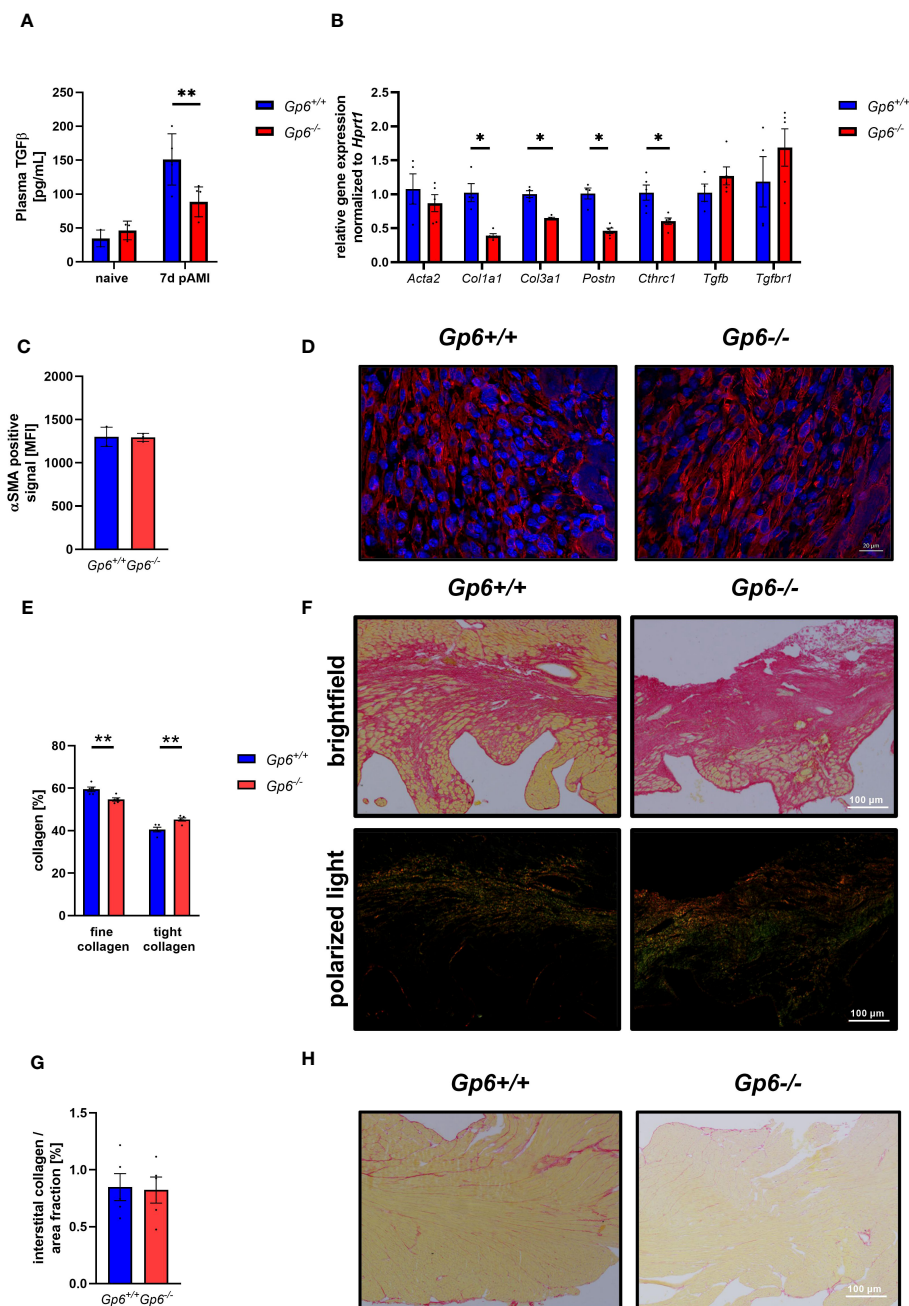 A
B
Plasma TGFβ
[pg/mL]
250
200
150
100
50
0
**
naive
7d pAMI
Gp6+/+
Gp6-/-
relative gene expression
normalized to Hprt1
2.5
2.0
1.5
1.0
0.5
0.0
*
*
*
*
Acta2
Col1a1
Col3a1
Postn
Cthrc1
Tgfb
Tgfbr1
Gp6+/+
Gp6-/-
C
αSMA positive
signal [MFI]
2000
1500
1000
500
0
Gp6+/+
Gp6-/-
D
Gp6+/+
Gp6-/-
20 µm
E
collagen [%]
80
60
40
20
0
**
**
fine
collagen
tight
collagen
Gp6+/+
Gp6-/-
F
Gp6+/+
Gp6-/-
brightfield
100 µm
polarized light
100 µm
G
interstital collagen /
area fraction [%]
1.5
1.0
0.5
0.0
Gp6+/+
Gp6-/-
H
Gp6+/+
Gp6-/-
100 µm